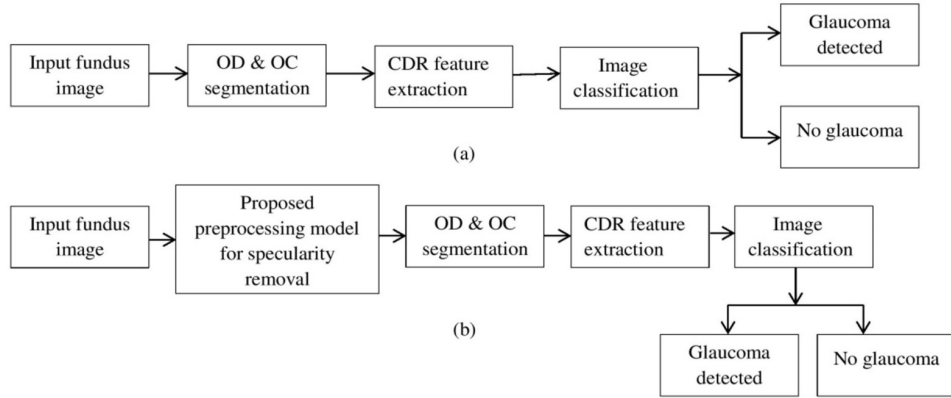 Input fundus
image
OD & OC
segmentation
CDR feature
extraction
Image
classification
Glaucoma
detected
No glaucoma
(a)
Input fundus
image
Proposed
preprocessing model
for specularity
removal
OD & OC
segmentation
CDR feature
extraction
Image
classification
(b)
Glaucoma
detected
No glaucoma